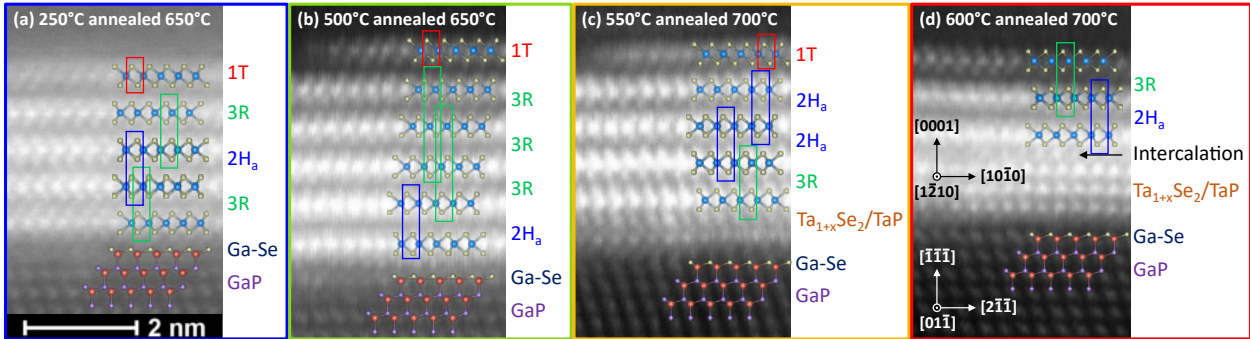 (a) 250°C annealed 650°C
1T
3R
2Hₐ
3R
Ga-Se
GaP
2 nm
(b) 500°C annealed 650°C
1T
3R
3R
3R
2Hₐ
Ga-Se
GaP
(c) 550°C annealed 700°C
1T
2Hₐ
2Hₐ
3R
Ta₁₊ₓSe₂/TaP
Ga-Se
GaP
(d) 600°C annealed 700°C
3R
2Hₐ
Intercalation
Ta₁₊ₓSe₂/TaP
Ga-Se
GaP
[0001]
[101̅0]
[12̅10]
[1̅1̅1̅]
[21̅1̅]
[011̅]